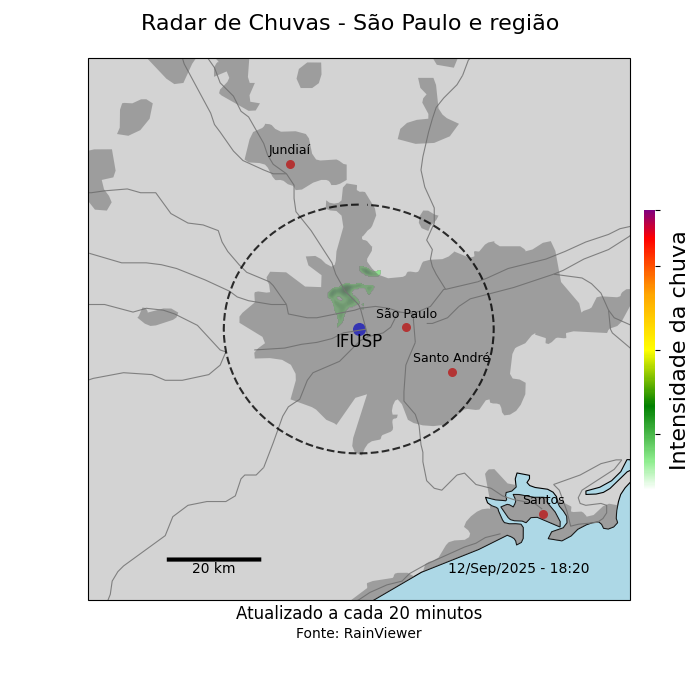 Radar de Chuvas - São Paulo e região
Jundiaí
São Paulo
IFUSP
Santo André
Intensidade da chuva
Santos
20 km
12/Sep/2025 - 18:20
Atualizado a cada 20 minutos
Fonte: RainViewer